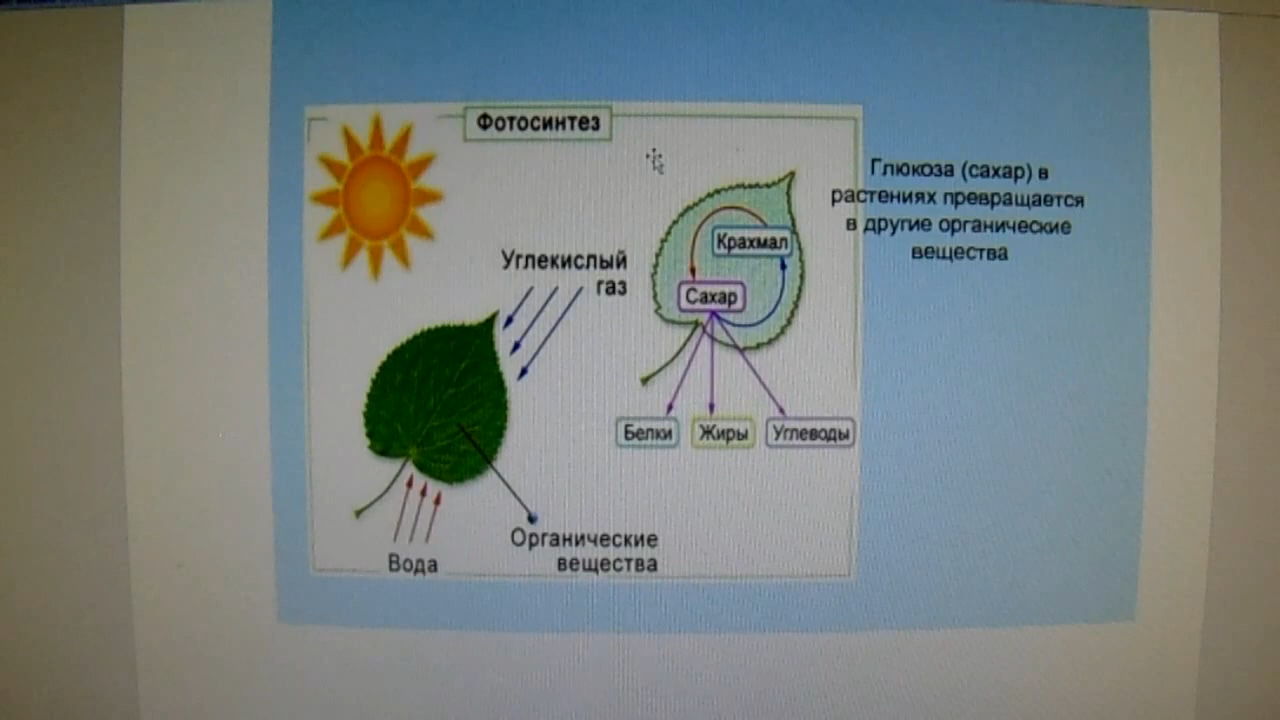 Фотосинтез
Глюкоза (сахар) в
растениях превращается
в другие органические
вещества
Углекислый
газ
Крахмал
Сахар
Белки
Жиры
Углеводы
Органические
вещества
Вода